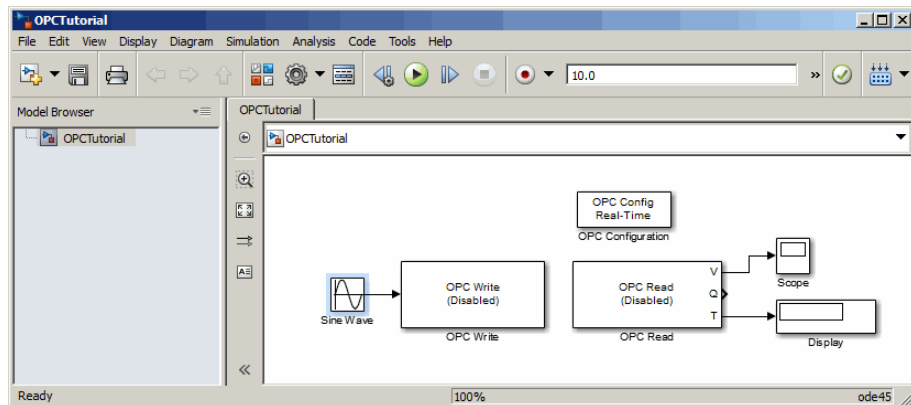 OPCTutorial
File Edit View Display Diagram Simulation Analysis Code Tools Help
10.0
»
Model Browser
OPCTutorial
OPCTutorial
OPCTutorial
OPC Config
Real-Time
OPC Configuration
Sine Wave
OPC Write
(Disabled)
OPC Write
OPC Read
(Disabled)
V
Q
T
OPC Read
Scope
Display
Ready
100%
ode45